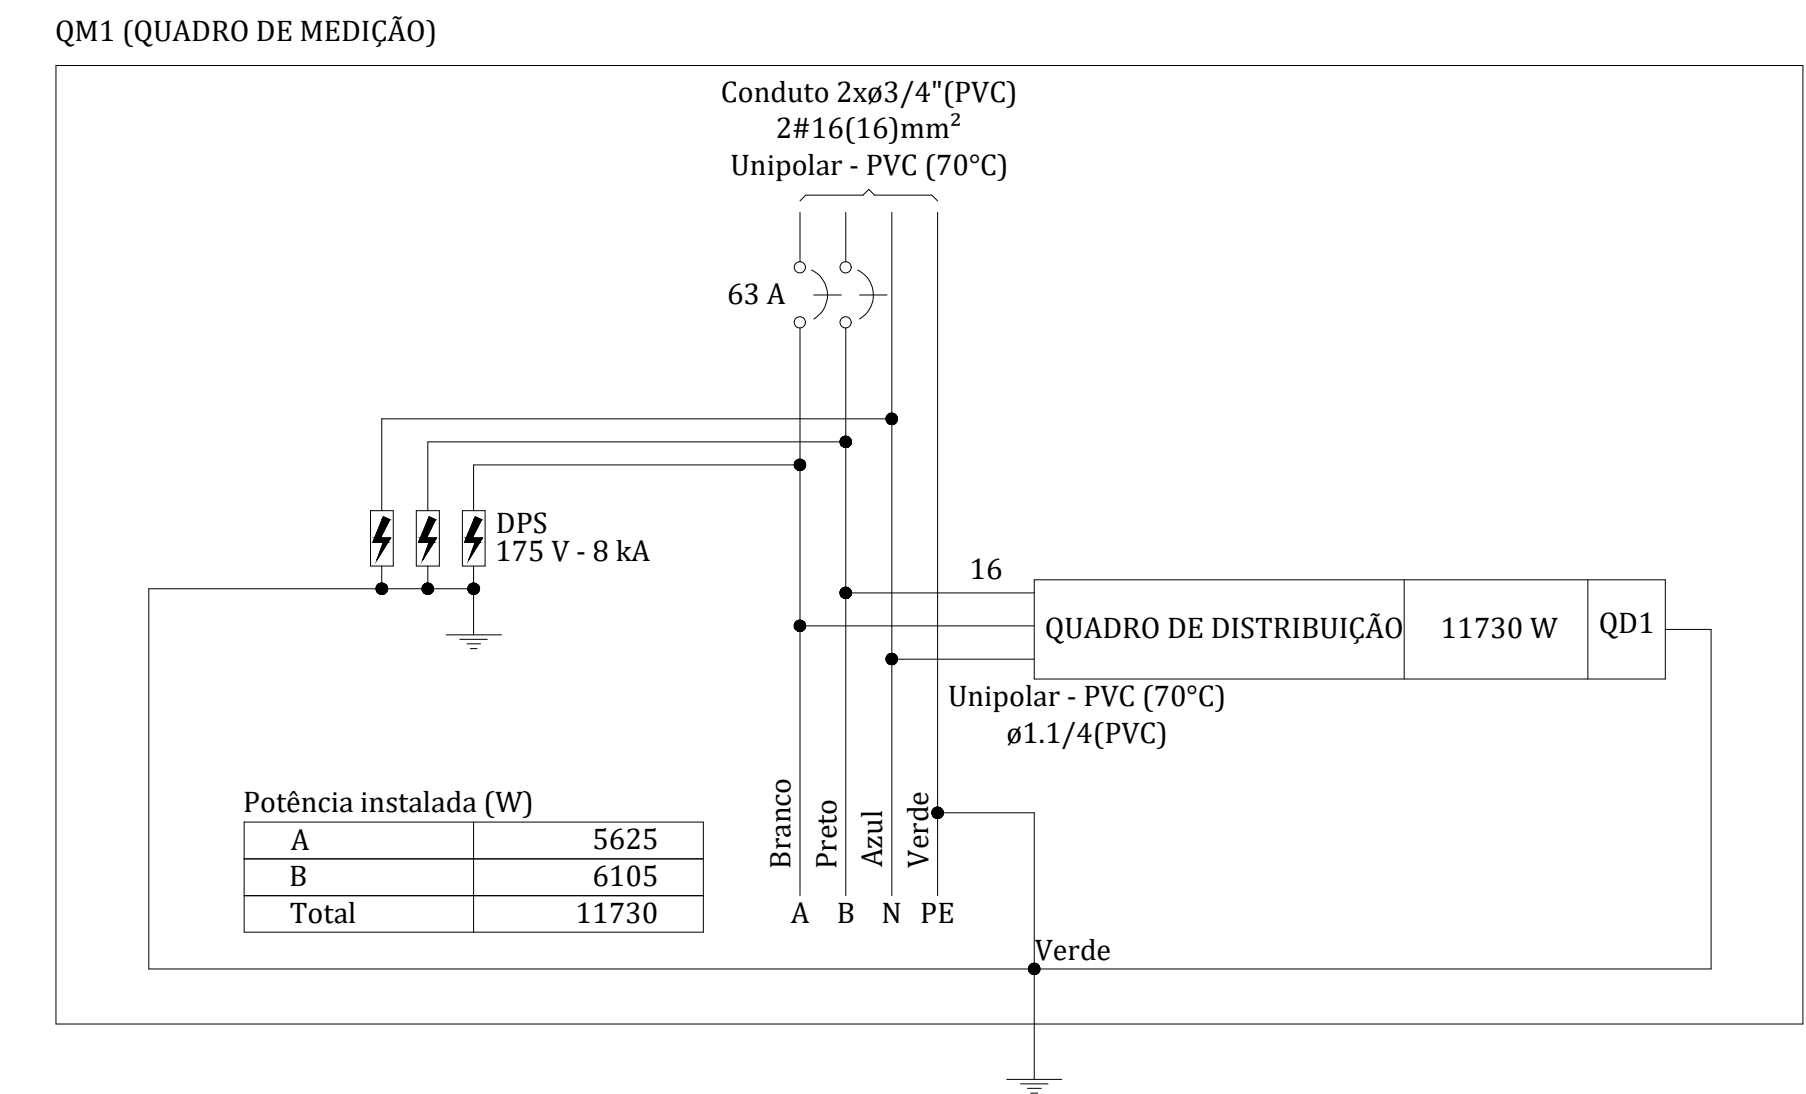 QM1 (QUADRO DE MEDIÇÃO)
Conduto 2xø3/4"(PVC)
2#16(16)mm²
Unipolar - PVC (70°C)
63 A
DPS
175 V - 8 kA
16
QUADRO DE DISTRIBUIÇÃO 11730 W QD1
Unipolar - PVC (70°C)
ø1.1/4(PVC)
Potência instalada (W)
A 5625
B 6105
Total 11730
Branco
Preto
Azul
Verde
A B N PE
Verde